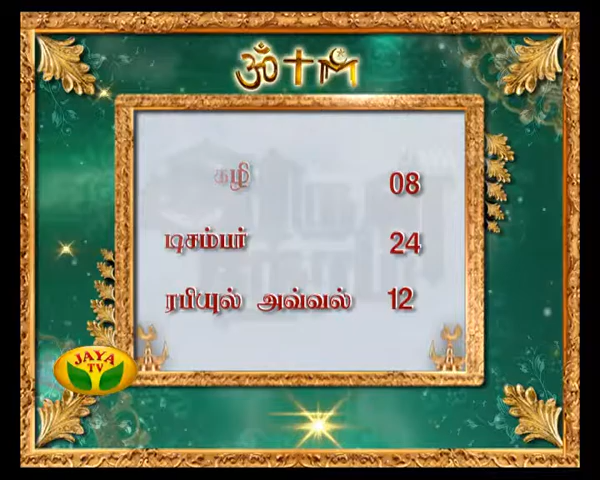 ௐ
கழி 08
டிசம்பர் 24
ரபியுல் அவ்வல் 12
JAYA
TV